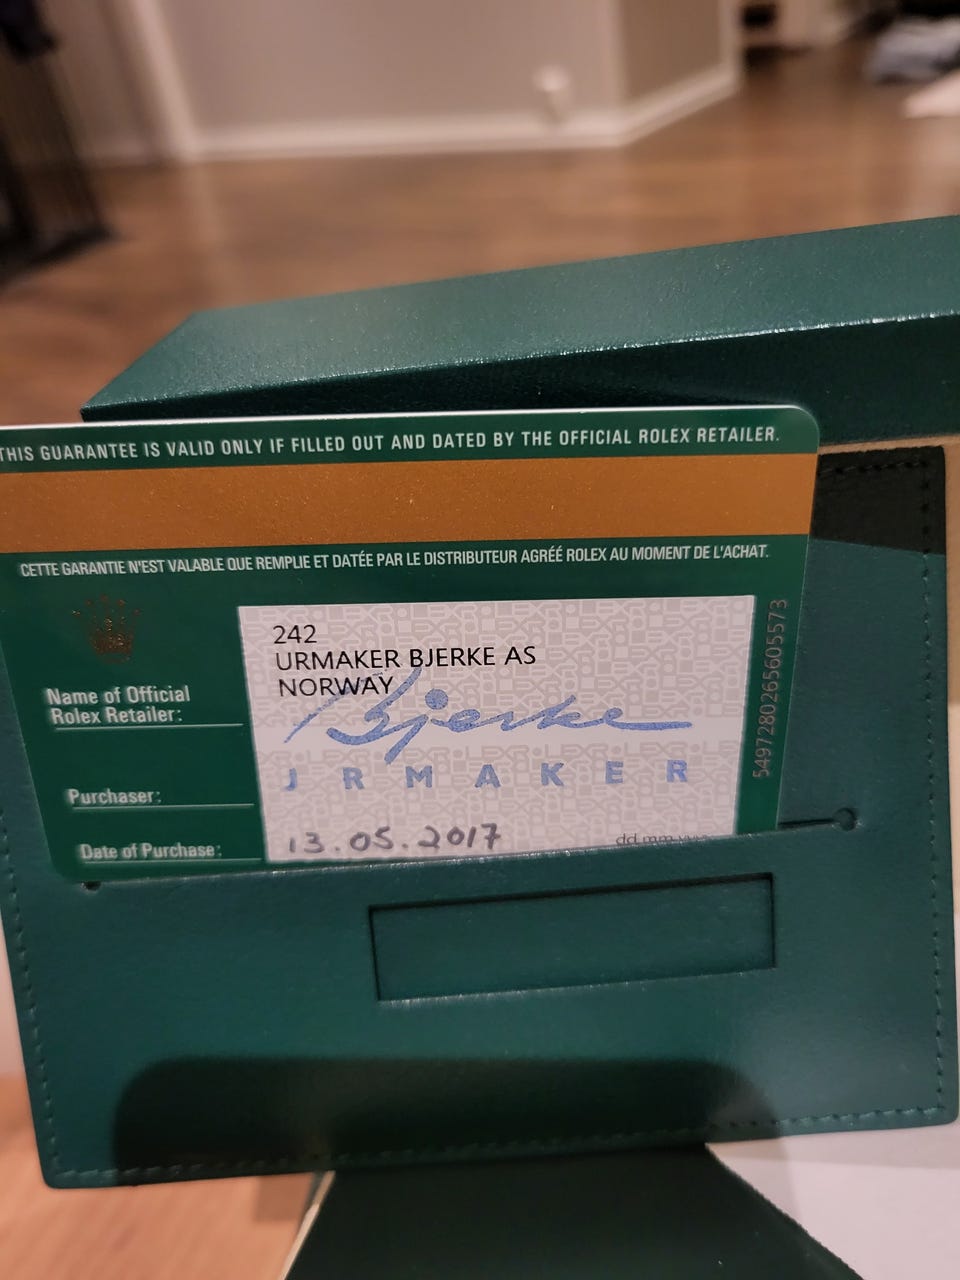 THIS GUARANTEE IS VALID ONLY IF FILLED OUT AND DATED BY THE OFFICIAL ROLEX RETAILER.
CETTE GARANTIE N'EST VALABLE QUE REMPLIE ET DATÉE PAR LE DISTRIBUTEUR AGRÉÉ ROLEX AU MOMENT DE L'ACHAT.
242
URMAKER BJERKE AS
NORWAY
Name of Official
Rolex Retailer:
Bjerke
J R M A K E R
Purchaser:
Date of Purchase:
13.05.2017
dd.mm
5497280265605573